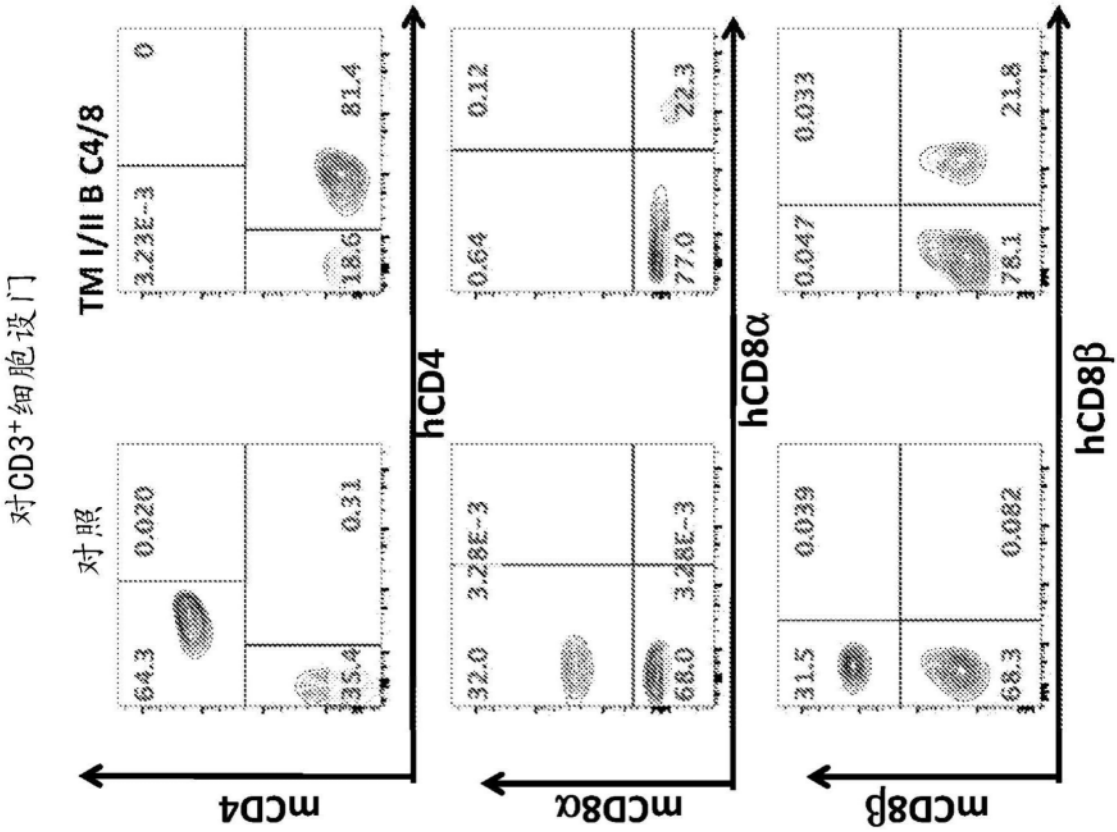 对CD3⁺细胞设门
对照 TM I/II B C4/8
64.3 0.020 3.23E-3 0
mCD4
35.4 0.31 18.6 81.4
hCD4
32.0 3.28E-3 0.64 0.12
mCD8α
68.0 3.28E-3 77.0 22.3
hCD8α
31.5 0.039 0.047 0.033
mCD8β
68.3 0.082 78.1 21.8
hCD8β